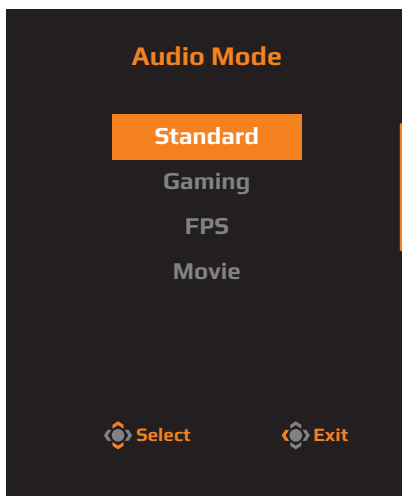 Audio Mode
Standard
Gaming
FPS
Movie
Select Exit